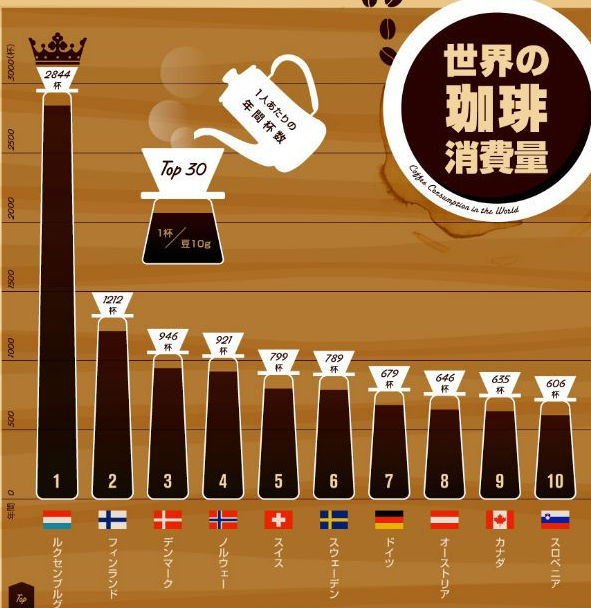 世界の
珈琲
消費量
Coffee Consumption in the World
1人あたりの
年間杯数
Top 30
1杯/豆10g
3000(杯)
2500
2000
1500
1000
500
0
年間
2844
杯
1212
杯
946
杯
921
杯
799
杯
789
杯
679
杯
646
杯
635
杯
606
杯
1
2
3
4
5
6
7
8
9
10
ルクセンブルグ
フィンランド
デンマーク
ノルウェー
スイス
スウェーデン
ドイツ
オーストリア
カナダ
スロベニア
Top